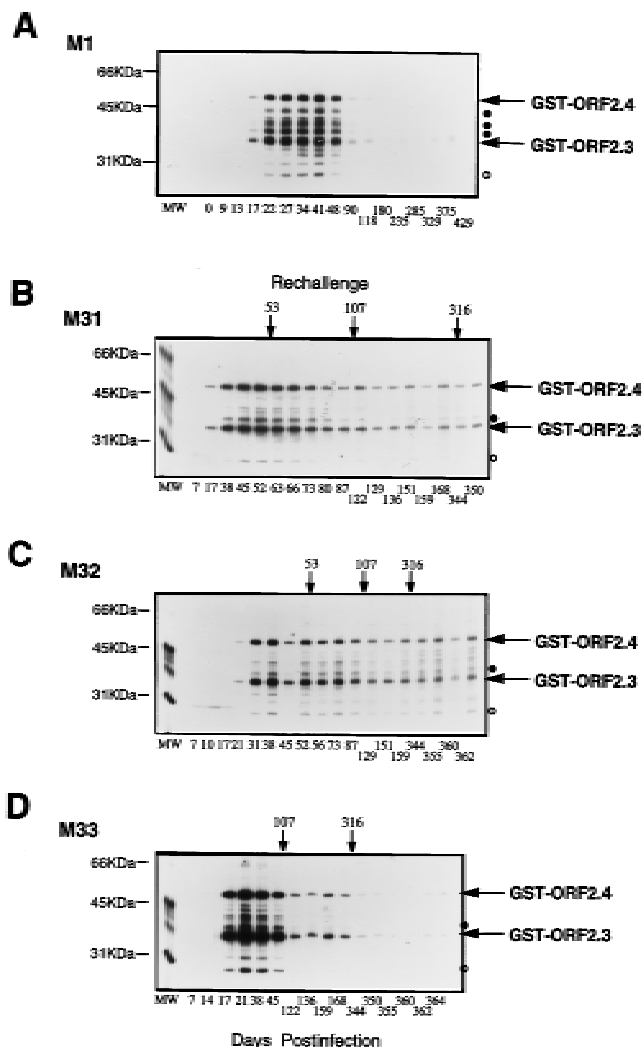 A
M1
66KDa
45KDa
31KDa
GST-ORF2.4
GST-ORF2.3
MW 0 9 13 17 22 27 34 41 48 90 180 285 375
118 235 329 429
Rechallenge
B
M31
53 107 316
66KDa
45KDa
31KDa
GST-ORF2.4
GST-ORF2.3
MW 7 17 38 45 52 63 66 73 80 87 129 151 168 350
122 136 159 344
C
M32
53 107 316
66KDa
45KDa
31KDa
GST-ORF2.4
GST-ORF2.3
MW 7 10 17 21 31 38 45 52 56 73 87 151 344 360
129 159 355 362
D
M33
107 316
66KDa
45KDa
31KDa
GST-ORF2.4
GST-ORF2.3
MW 7 14 17 21 38 45 136 168 350 360 364
122 159 344 355 362
Days Postinfection